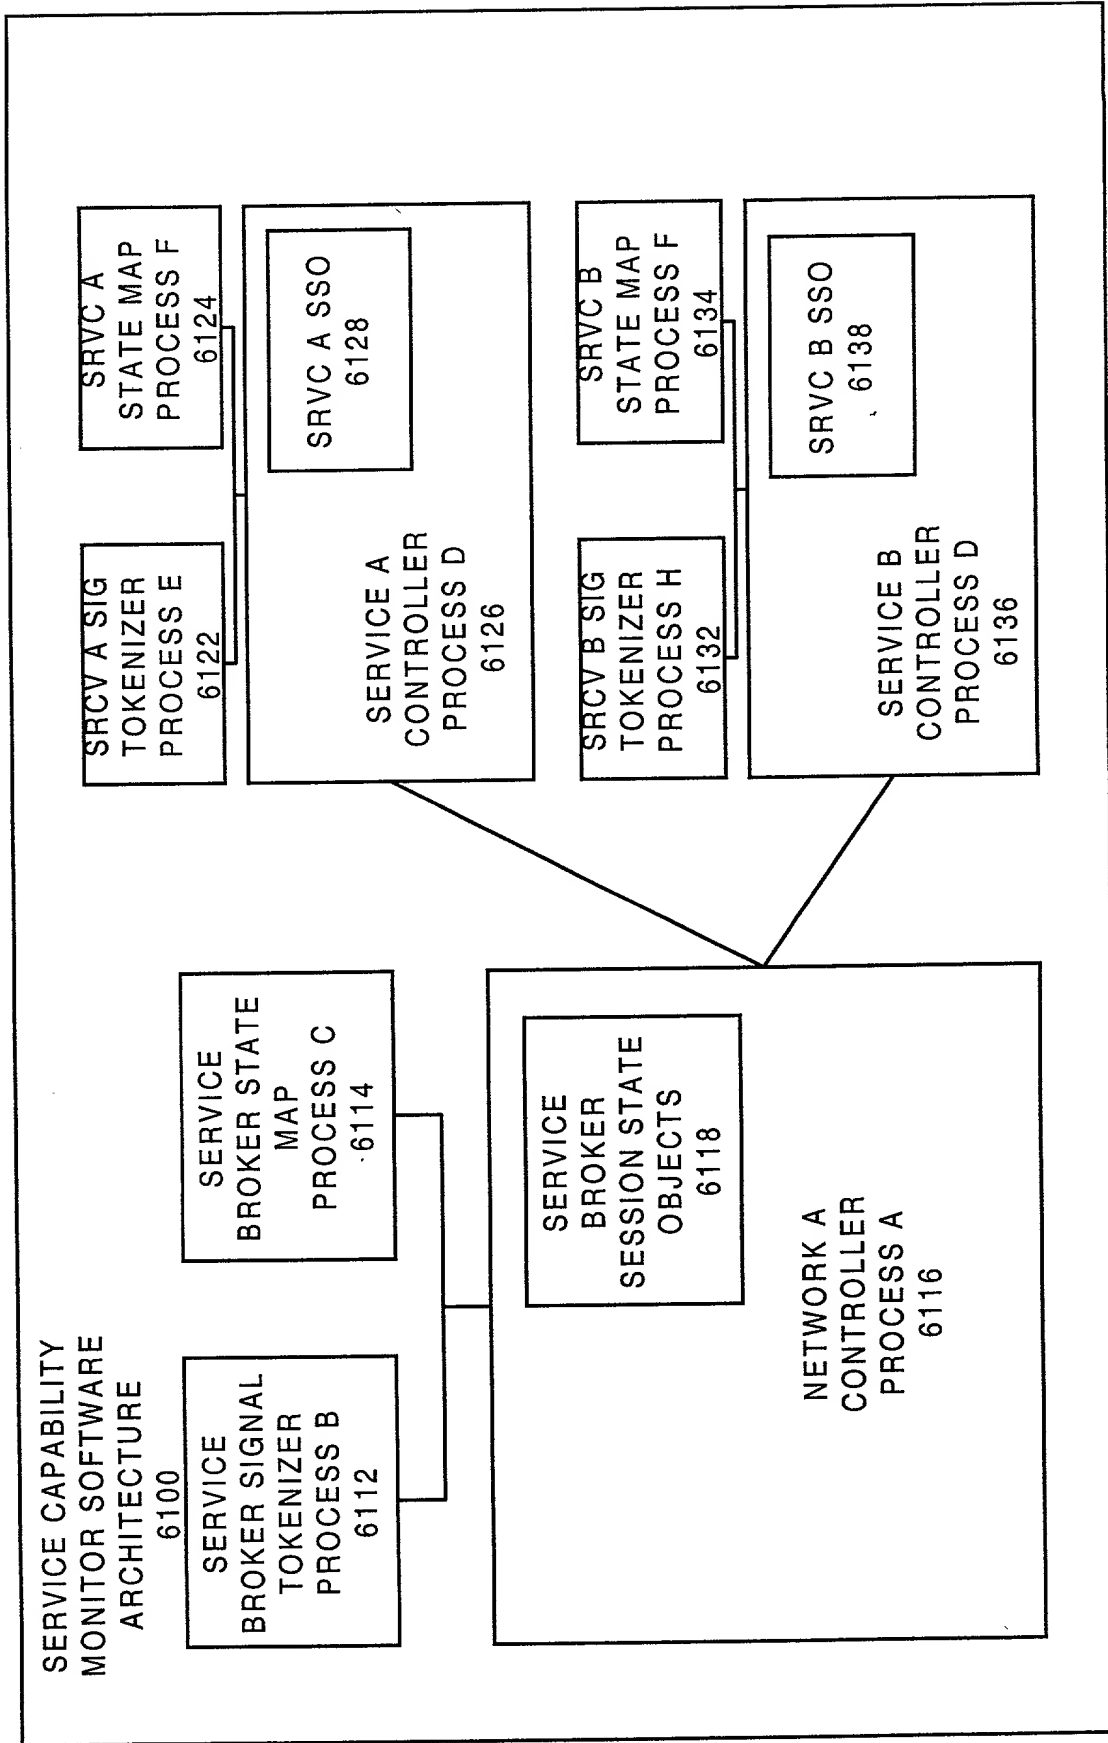 SERVICE CAPABILITY
MONITOR SOFTWARE
ARCHITECTURE
6100
SERVICE
BROKER SIGNAL
TOKENIZER
PROCESS B
6112
SERVICE
BROKER STATE
MAP
PROCESS C
6114
SERVICE
BROKER
SESSION STATE
OBJECTS
6118
NETWORK A
CONTROLLER
PROCESS A
6116
SRCV A SIG
TOKENIZER
PROCESS E
6122
SRVC A
STATE MAP
PROCESS F
6124
SRVC A SSO
6128
SERVICE A
CONTROLLER
PROCESS D
6126
SRCV B SIG
TOKENIZER
PROCESS H
6132
SRVC B
STATE MAP
PROCESS F
6134
SRVC B SSO
6138
SERVICE B
CONTROLLER
PROCESS D
6136